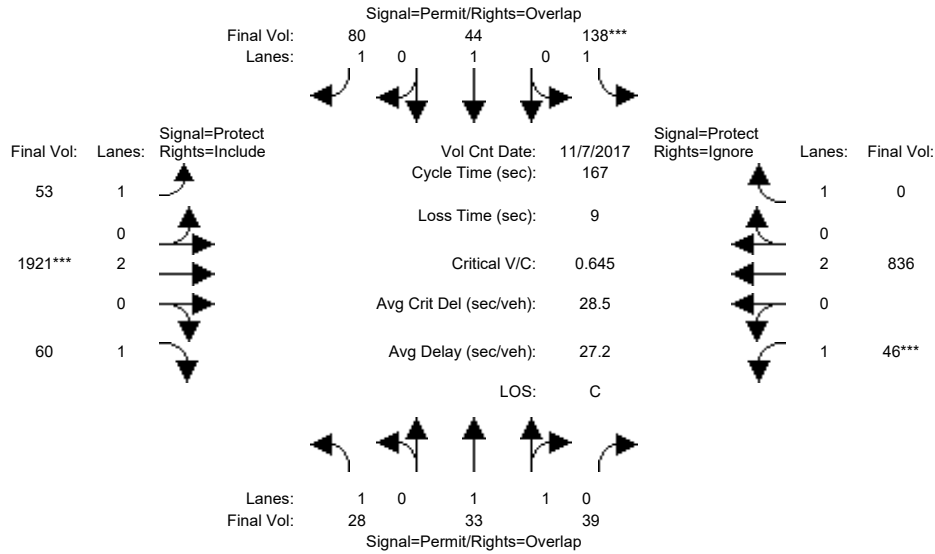 Signal=Permit/Rights=Overlap
Final Vol: 80 44 138***
Lanes: 1 0 1 0 1
Signal=Protect
Final Vol: Lanes: Rights=Include
Vol Cnt Date: 11/7/2017
Signal=Protect
Rights=Ignore Lanes: Final Vol:
Cycle Time (sec): 167
53 1
1 0
Loss Time (sec): 9
0
0
1921*** 2
Critical V/C: 0.645
2 836
0
Avg Crit Del (sec/veh): 28.5
0
60 1
Avg Delay (sec/veh): 27.2
1 46***
LOS: C
Lanes: 1 0 1 1 0
Final Vol: 28 33 39
Signal=Permit/Rights=Overlap